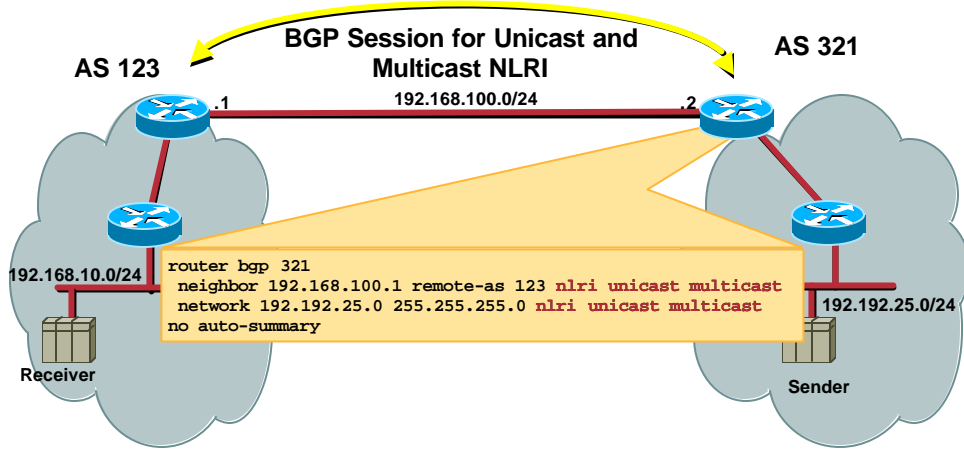 BGP Session for Unicast and
Multicast NLRI
AS 123
AS 321
192.168.100.0/24
.1
.2
router bgp 321
neighbor 192.168.100.1 remote-as 123 nlri unicast multicast
network 192.192.25.0 255.255.255.0 nlri unicast multicast
no auto-summary
192.168.10.0/24
192.192.25.0/24
Receiver
Sender